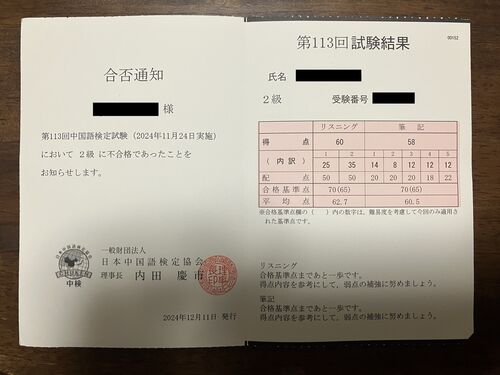 合否通知
様
第113回中国語検定試験（2024年11月24日実施）
において ２級 に不合格であったことを
お知らせします。
日本中国語検定協会
CHUKEN
中検
一般財団法人
日本中国語検定協会
理事長 内田 慶市
2024年12月11日 発行
第113回試験結果
00152
氏名
２級 受験番号
リスニング 筆記
得点 60 58
（内訳） 1 2 1 2 3 4 5
25 35 14 8 12 12 12
配点 50 50 20 20 20 18 22
合格基準点 70(65) 70(65)
平均点 62.7 60.5
※合格基準点欄の（ ）内の数字は、難易度を考慮して今回のみ適用
された基準点です。
リスニング
合格基準点まであと一歩です。
得点内容を参考にして、弱点の補強に努めましょう。
筆記
合格基準点まであと一歩です。
得点内容を参考にして、弱点の補強に努めましょう。